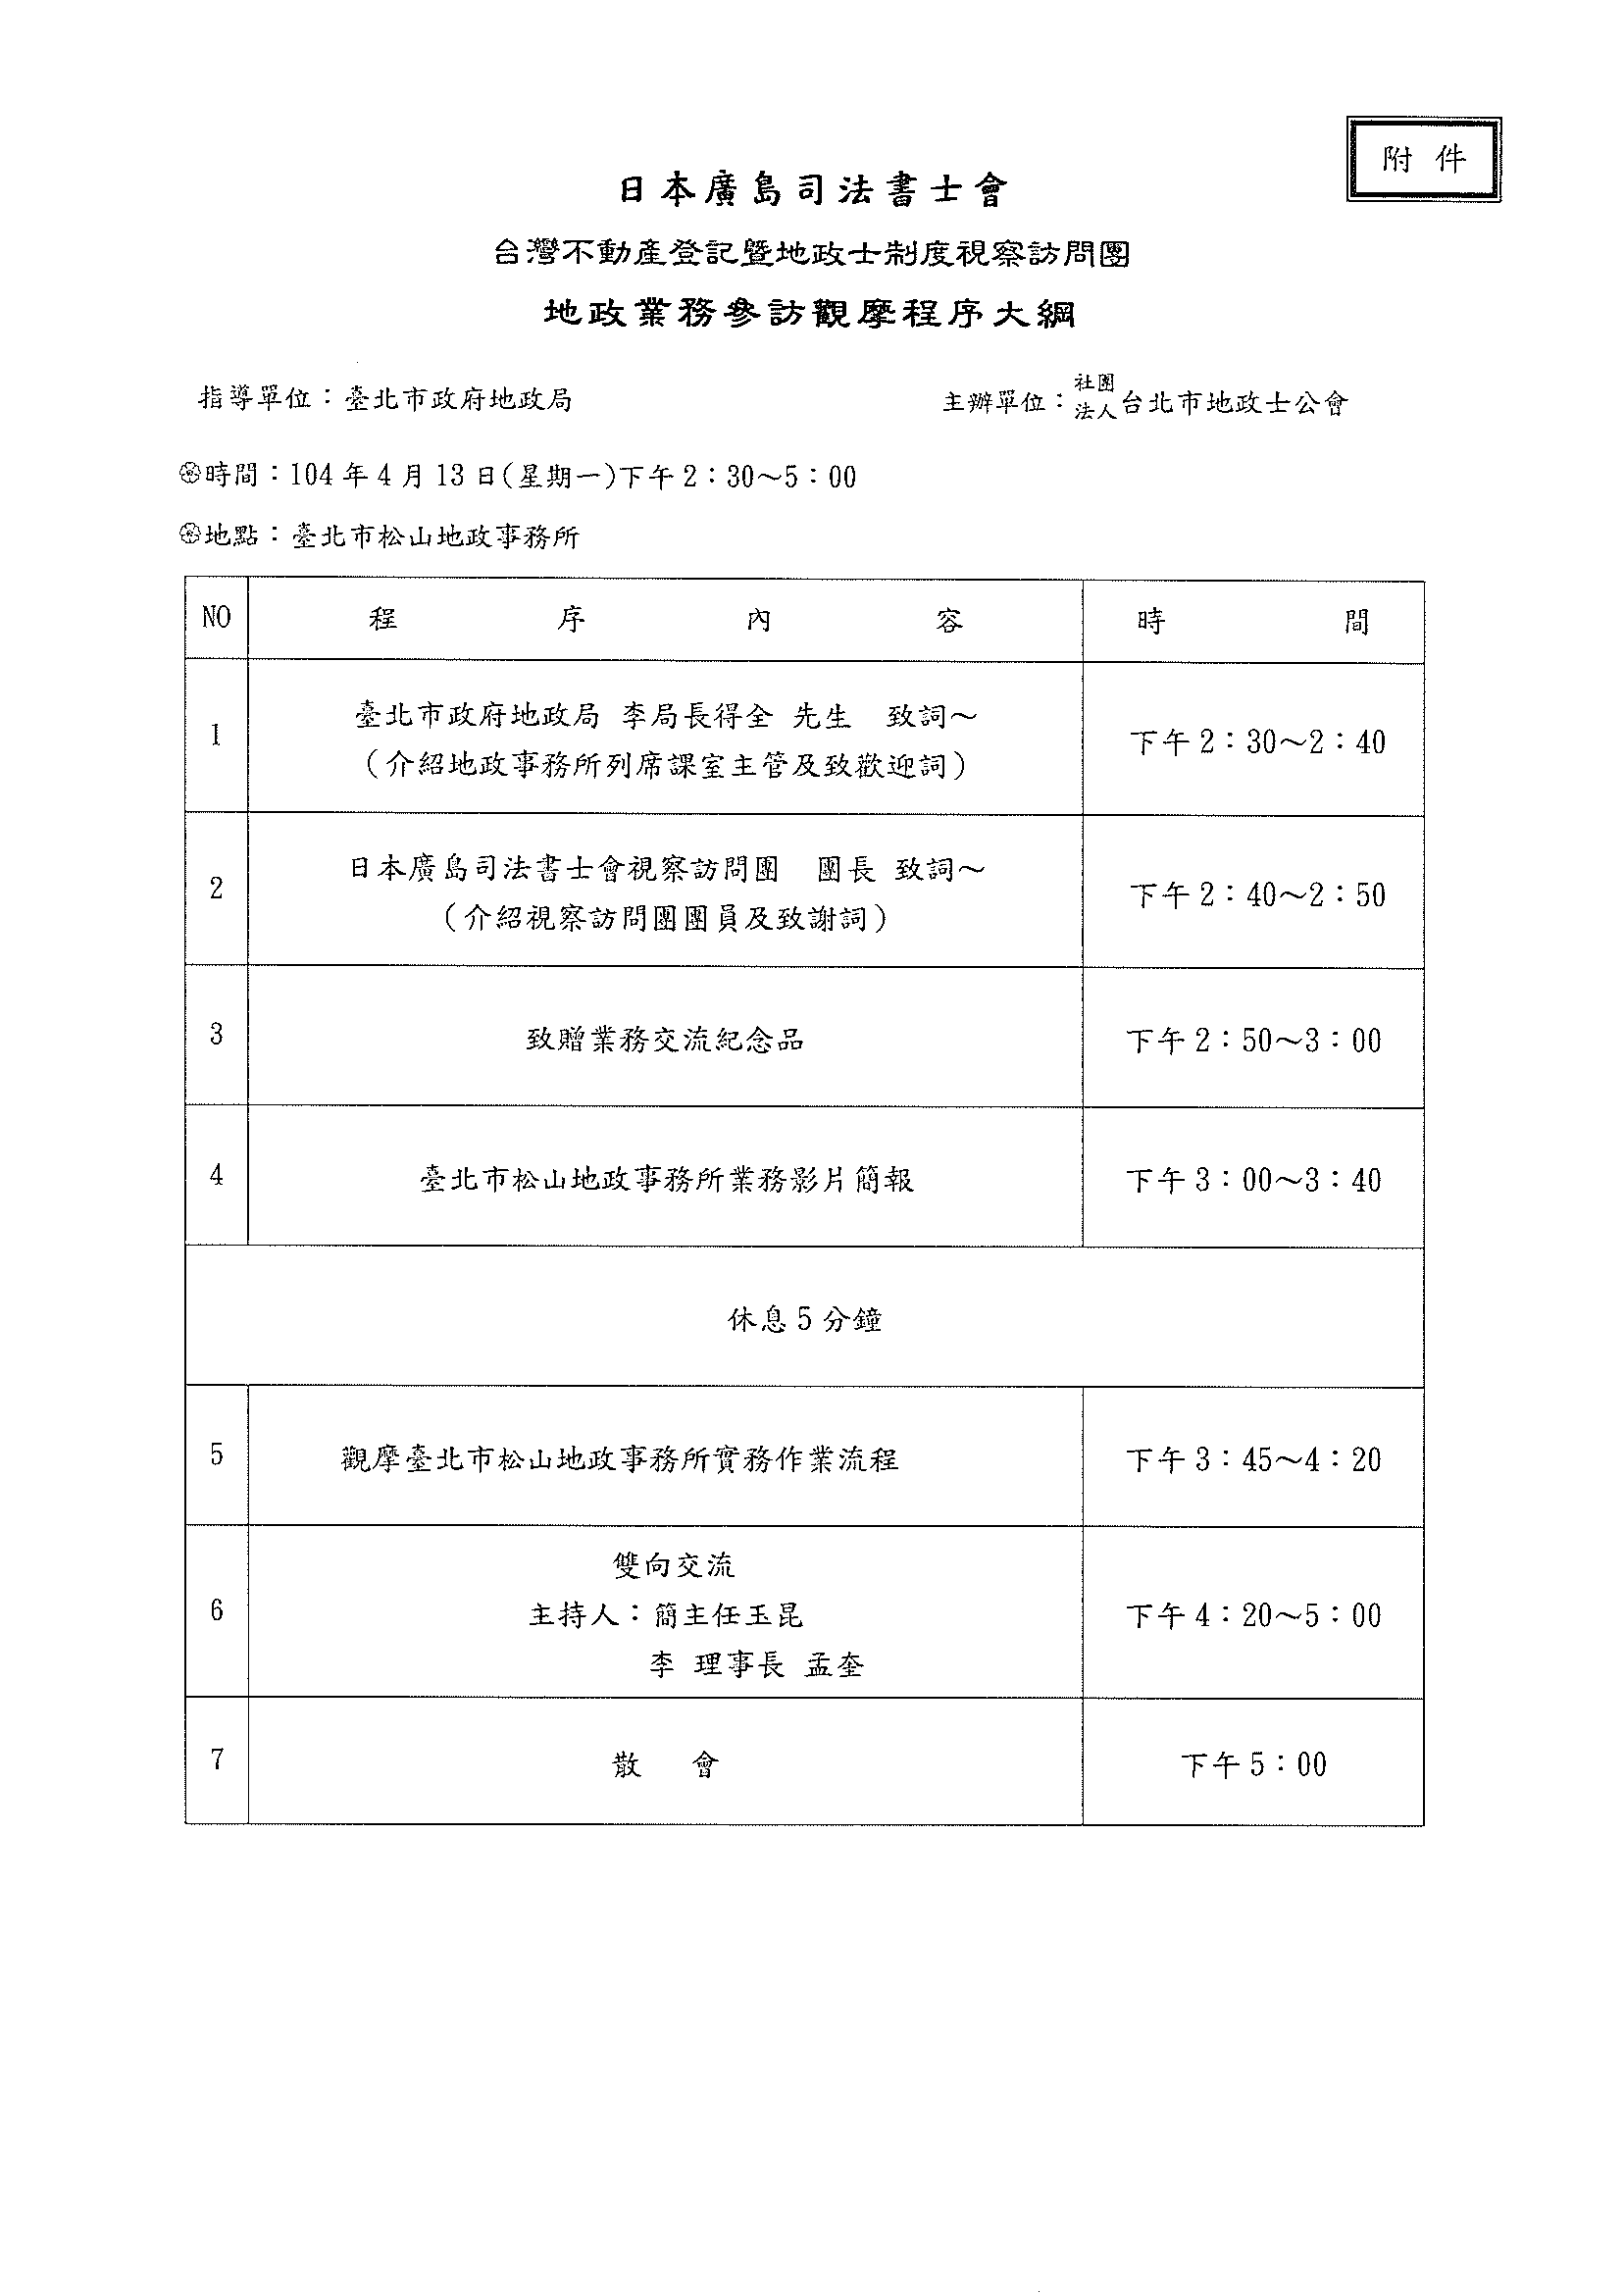 附件
日本廣島司法書士會
台灣不動產登記暨地政士制度視察訪問團
地政業務參訪觀摩程序大綱
指導單位：臺北市政府地政局 主辦單位：社團法人台北市地政士公會
時間：104年4月13日(星期一)下午2：30～5：00
地點：臺北市松山地政事務所
NO 程序內容 時間
1 臺北市政府地政局 李局長得全 先生 致詞～
（介紹地政事務所列席課室主管及致歡迎詞） 下午2：30～2：40
2 日本廣島司法書士會視察訪問團 團長 致詞～
（介紹視察訪問團團員及致謝詞） 下午2：40～2：50
3 致贈業務交流紀念品 下午2：50～3：00
4 臺北市松山地政事務所業務影片簡報 下午3：00～3：40
休息5分鐘
5 觀摩臺北市松山地政事務所實務作業流程 下午3：45～4：20
雙向交流
6 主持人：簡主任玉昆 下午4：20～5：00
李 理事長 孟奎
7 散會 下午5：00